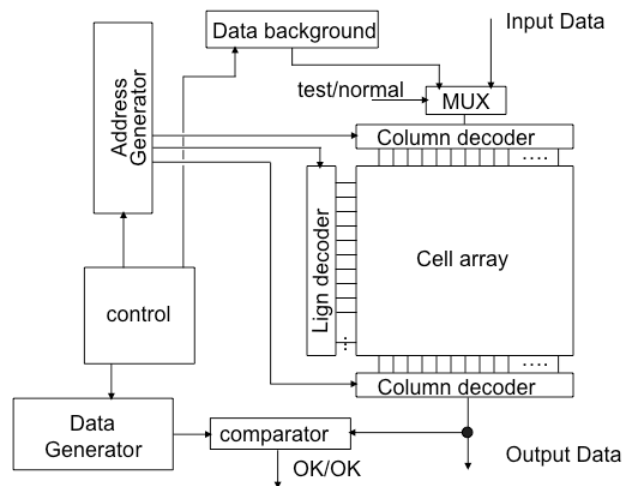 Data background
Input Data
test/normal
MUX
Address
Generator
Column decoder
Lign decoder
Cell array
control
Column decoder
Data
Generator
comparator
OK/OK
Output Data